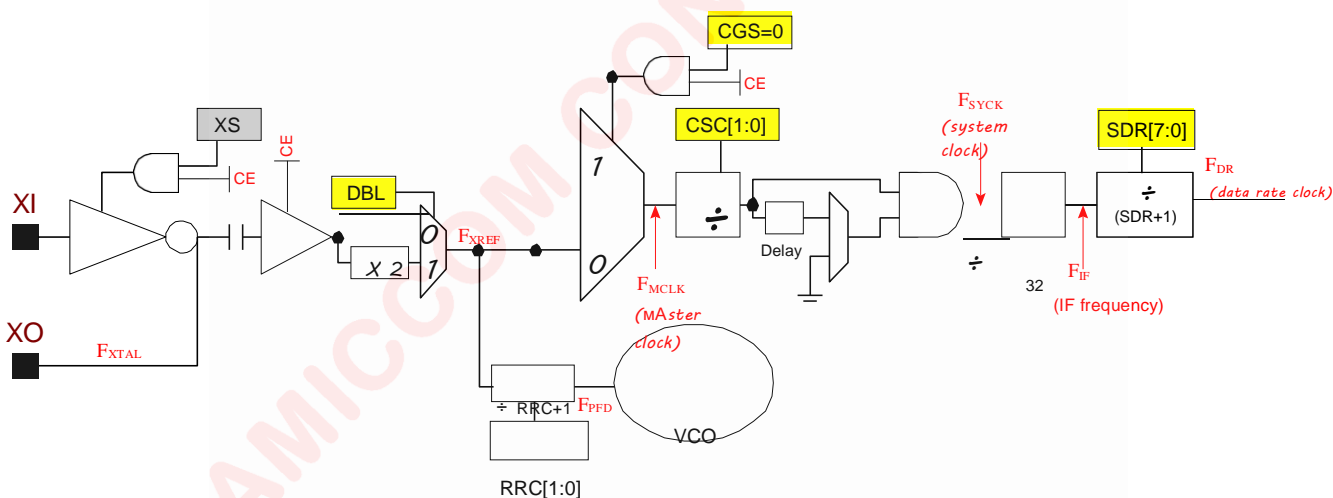 CGS=0
CE
XS
CE
CE
CSC[1:0]
F_SYCK
(system
clock)
SDR[7:0]
F_DR
(data rate clock)
XI
DBL
0
1
X 2
F_XREF
1
0
÷
Delay
÷
32
÷
(SDR+1)
F_MCLK
(MAster
clock)
F_IF
(IF frequency)
XO
F_XTAL
÷ RRC+1
F_PFD
VCO
RRC[1:0]
AMICCOM CON